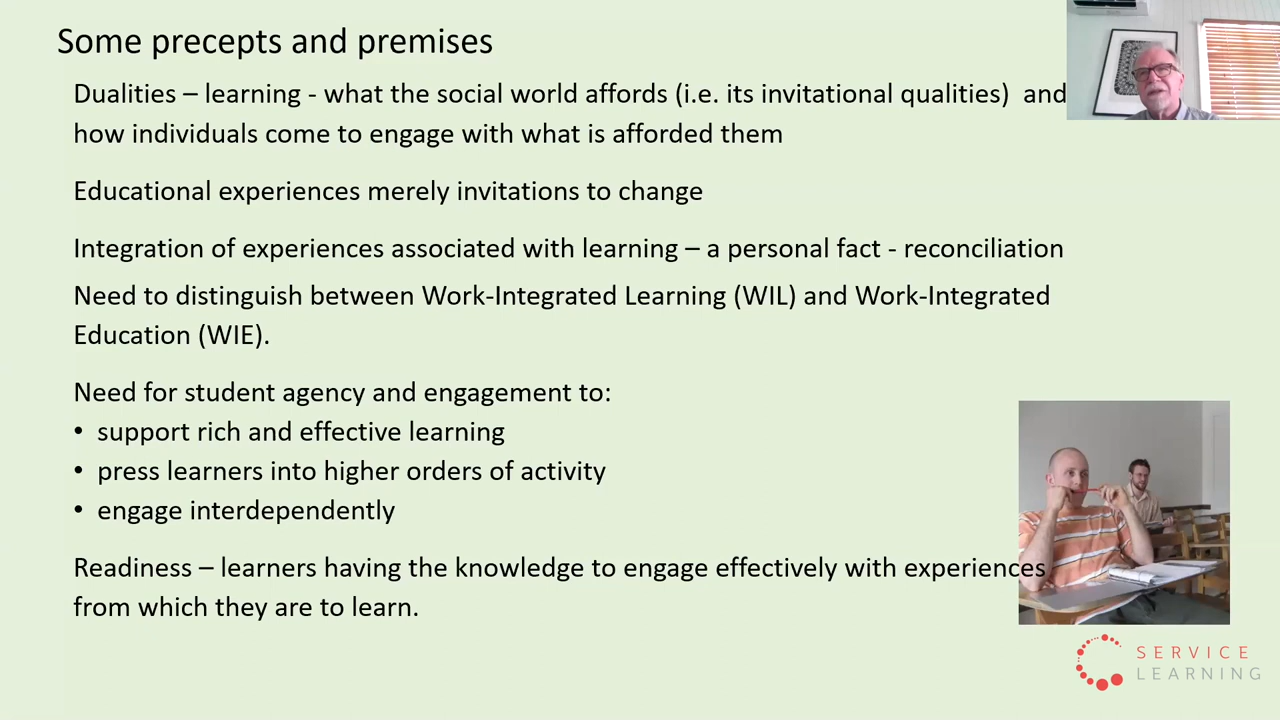 Some precepts and premises
Dualities – learning - what the social world affords (i.e. its invitational qualities) and
how individuals come to engage with what is afforded them
Educational experiences merely invitations to change
Integration of experiences associated with learning – a personal fact - reconciliation
Need to distinguish between Work-Integrated Learning (WIL) and Work-Integrated
Education (WIE).
Need for student agency and engagement to:
• support rich and effective learning
• press learners into higher orders of activity
• engage interdependently
Readiness – learners having the knowledge to engage effectively with experiences
from which they are to learn.
SERVICE
LEARNING